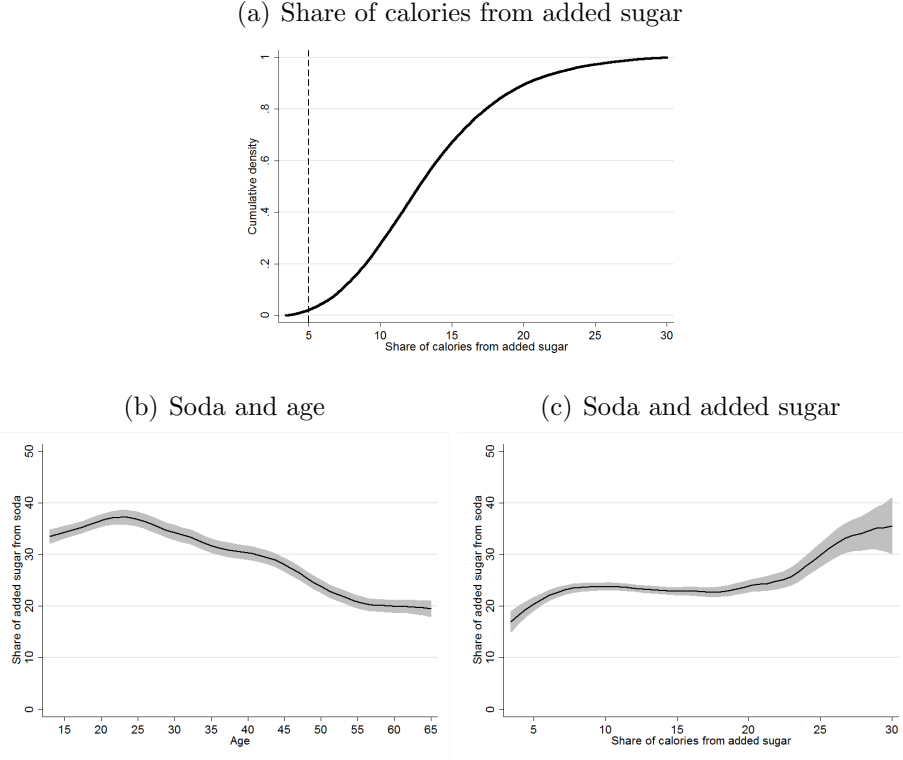 (a) Share of calories from added sugar
Cumulative density
1
.8
.6
.4
.2
0
5 10 15 20 25 30
Share of calories from added sugar
(b) Soda and age
Share of added sugar from soda
50
40
30
20
10
0
15 20 25 30 35 40 45 50 55 60 65
Age
(c) Soda and added sugar
Share of added sugar from soda
50
40
30
20
10
0
5 10 15 20 25 30
Share of calories from added sugar